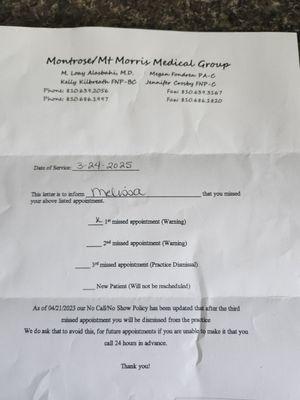 Montrose/Mt Morris Medical Group
M. Loay Alasbahi, M.D. Megan Fondren PA-C
Kelly Kilbreath FNP-BC Jennifer Crosby FNP-C
Phone: 810.639.2056 Fax: 810.639.3167
Phone: 810.686.1997 Fax: 810.686.1820
Date of Service: 3-24-2025
This letter is to inform Melissa that you missed
your above listed appointment.
X 1st missed appointment (Warning)
2nd missed appointment (Warning)
3rd missed appointment (Practice Dismissal)
New Patient (Will not be rescheduled)
As of 04/21/2023 our No Call/No Show Policy has been updated that after the third
missed appointment you will be dismissed from the practice
We do ask that to avoid this, for future appointments if you are unable to make it that you
call 24 hours in advance.
Thank you!